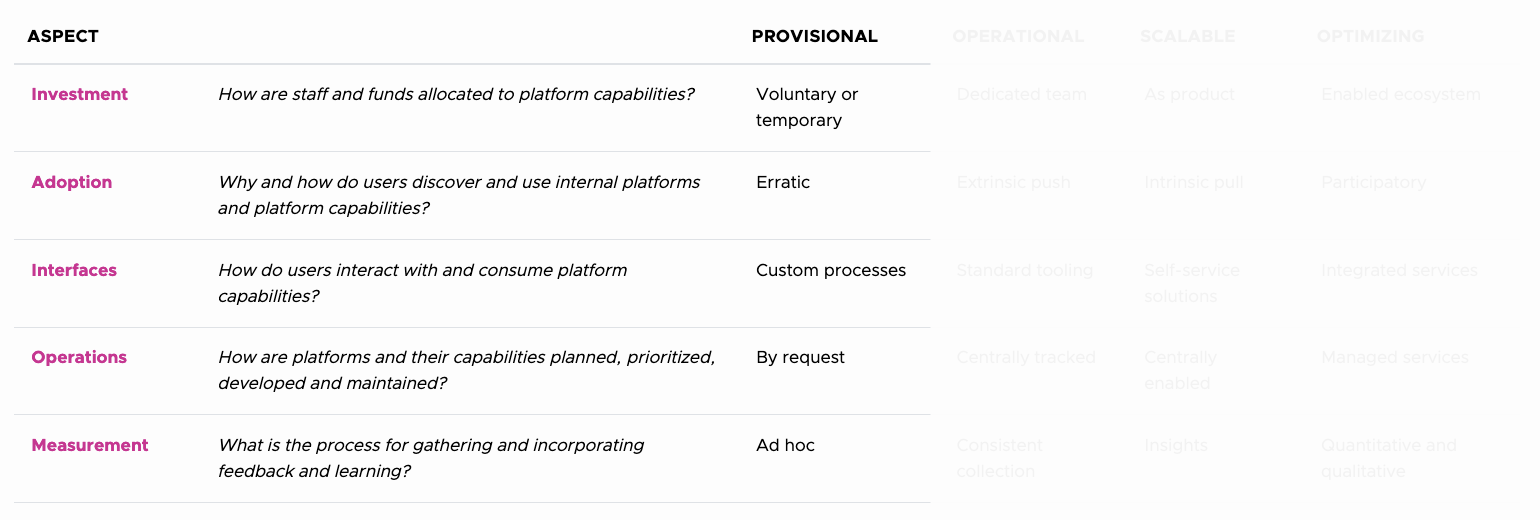 ASPECT PROVISIONAL OPERATIONAL SCALABLE OPTIMIZING
Investment How are staff and funds allocated to platform capabilities? Voluntary or Dedicated team As product Enabled ecosystem
temporary
Adoption Why and how do users discover and use internal platforms Erratic Extrinsic push Intrinsic pull Participatory
and platform capabilities?
Interfaces How do users interact with and consume platform Custom processes Standard tooling Self-service Integrated services
capabilities? solutions
Operations How are platforms and their capabilities planned, prioritized, By request Centrally tracked Centrally Managed services
developed and maintained? enabled
Measurement What is the process for gathering and incorporating Ad hoc Consistent Insights Quantitative and
feedback and learning? collection qualitative